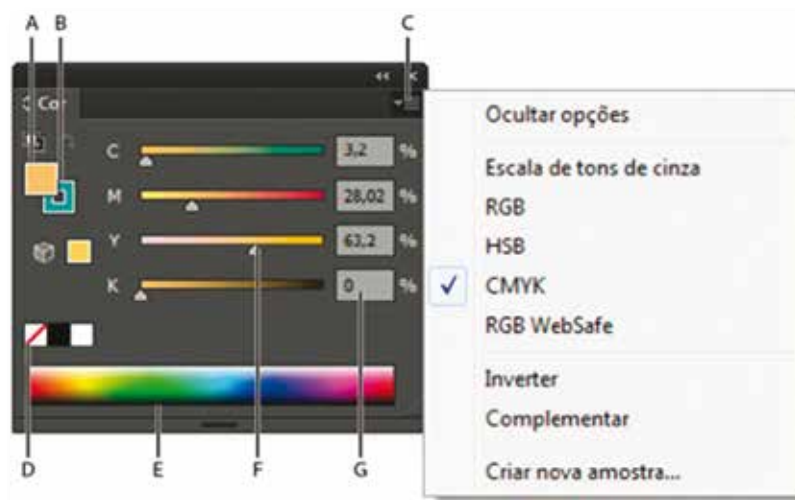 A B C
Cor
C 3,2 %
M 28,02 %
Y 63,2 %
K 0 %
D E F G
Ocultar opções
Escala de tons de cinza
RGB
HSB
CMYK
RGB WebSafe
Inverter
Complementar
Criar nova amostra...